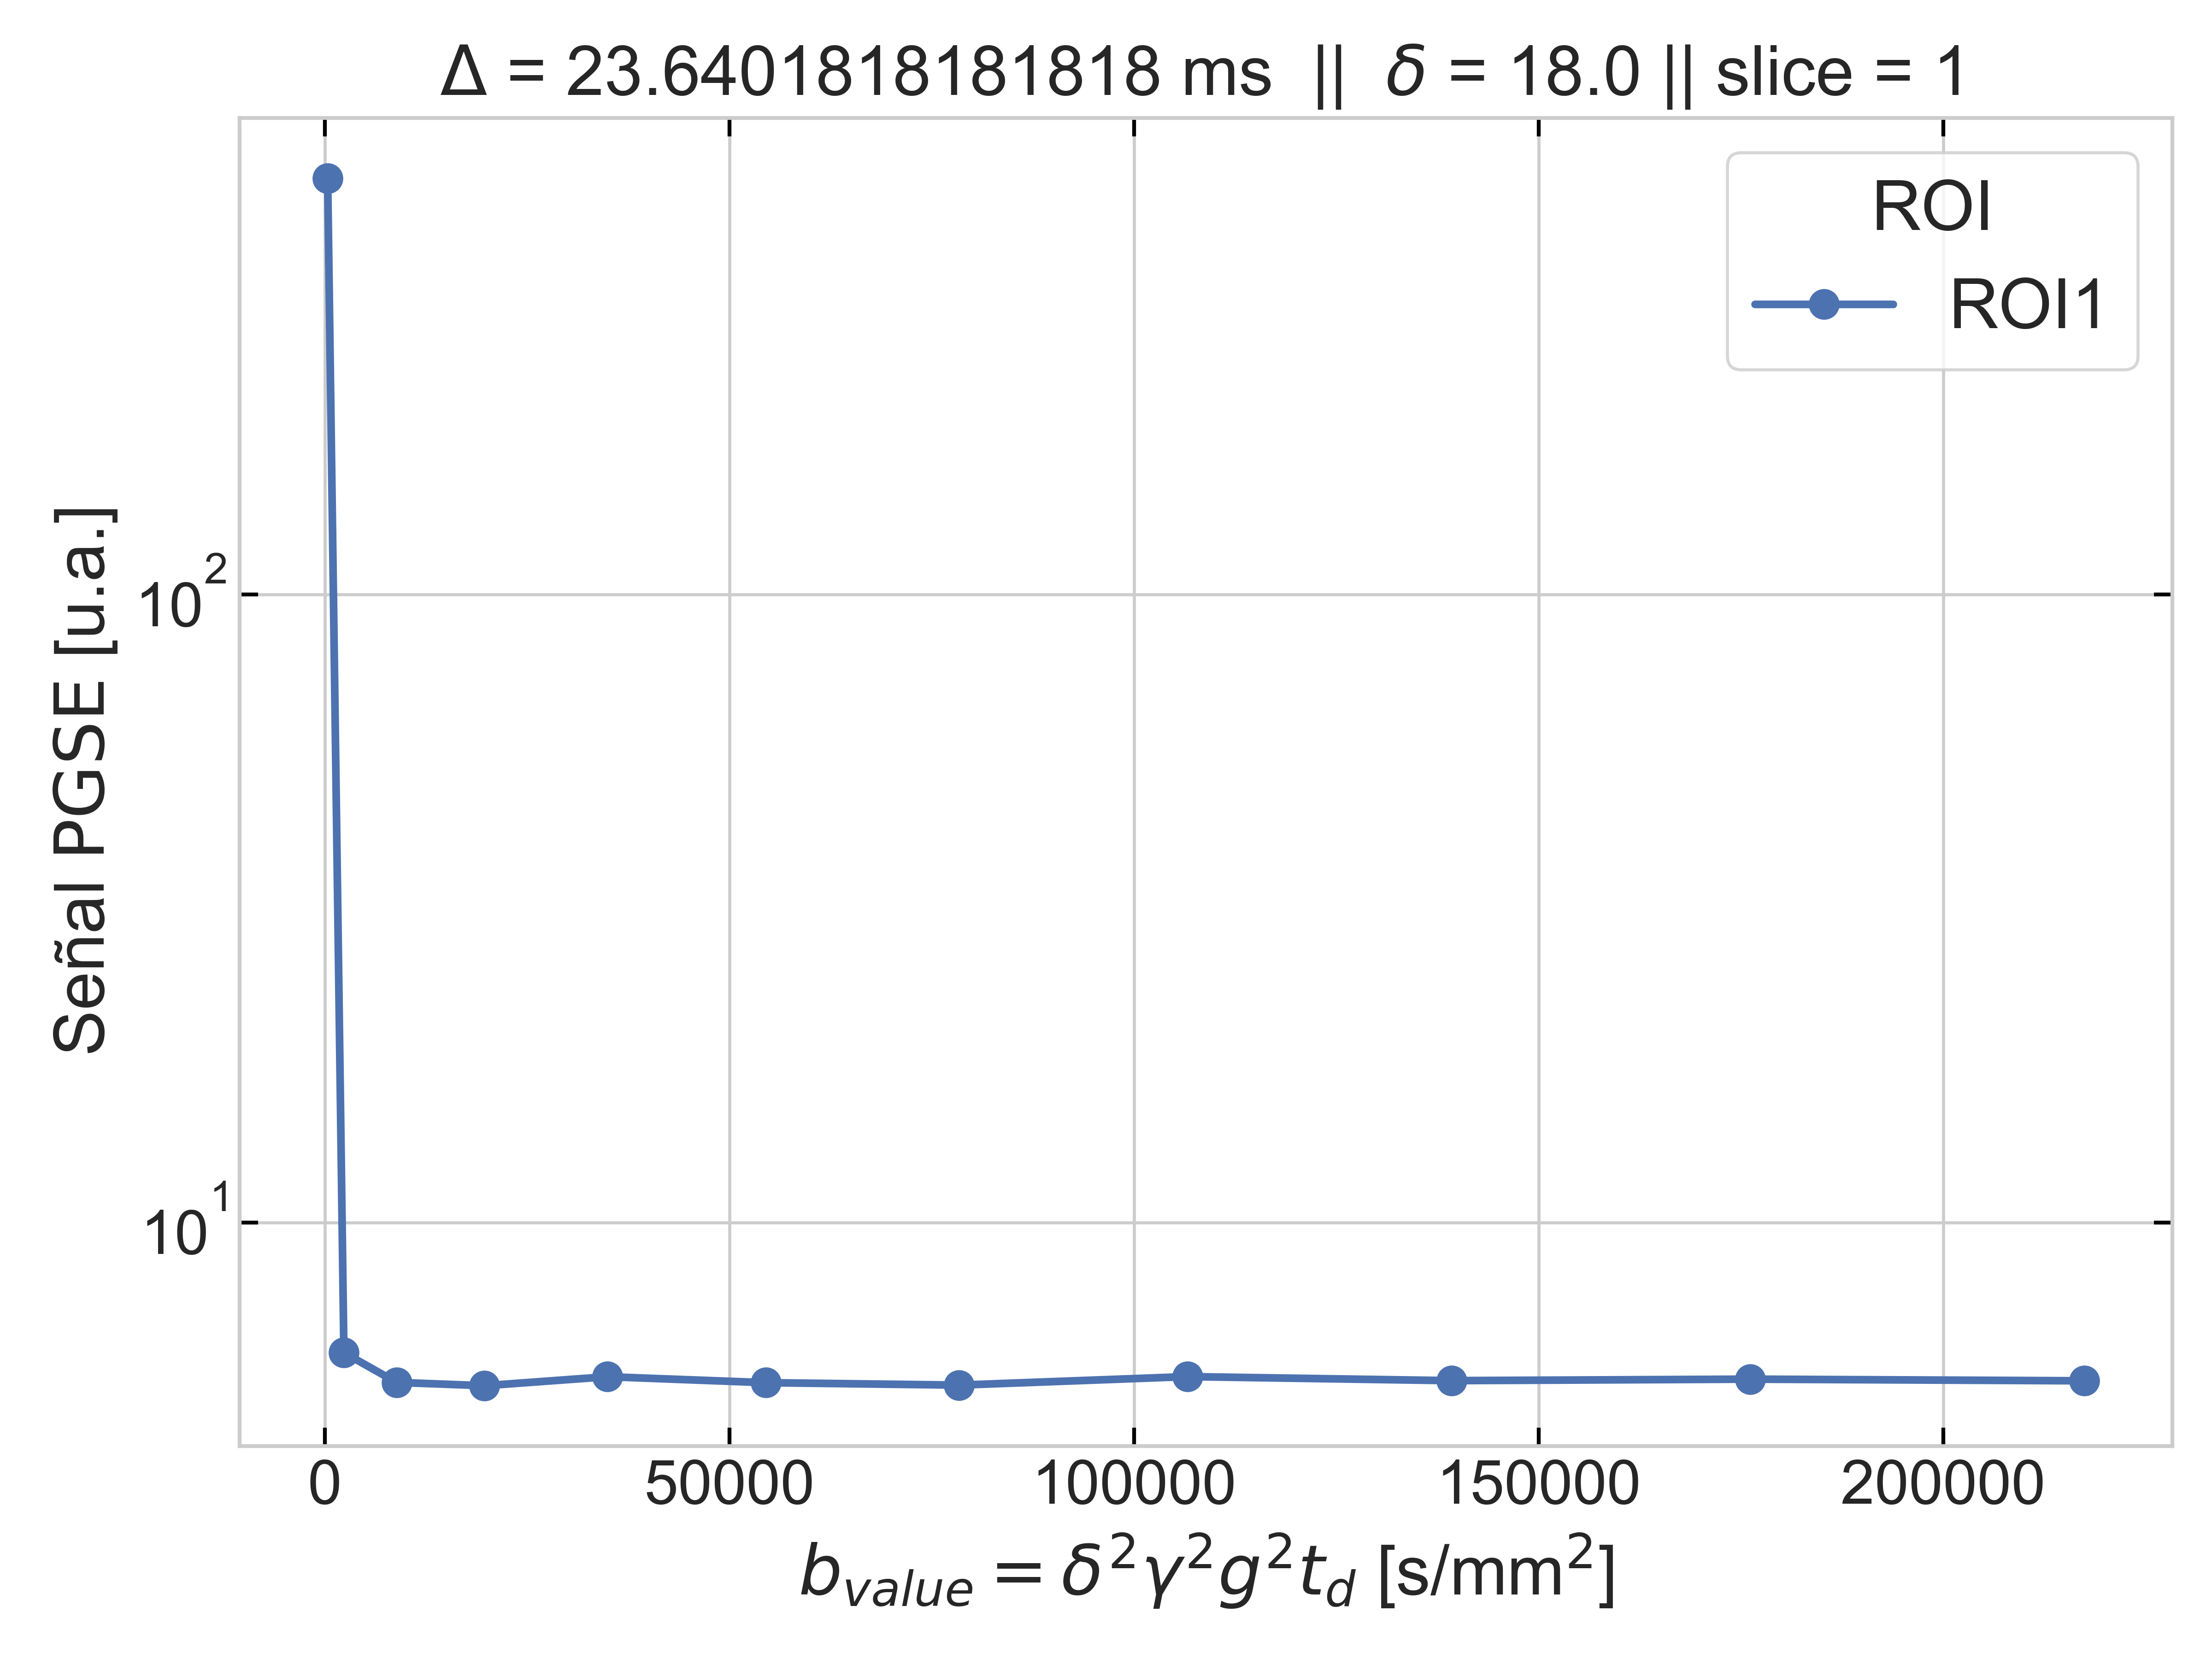 Δ = 23.64018181818181818 ms || δ = 18.0 || slice = 1
ROI
ROI1
Señal PGSE [u.a.]
10²
10¹
0 50000 100000 150000 200000
b_value = δ²γ²g²t_d [s/mm²]